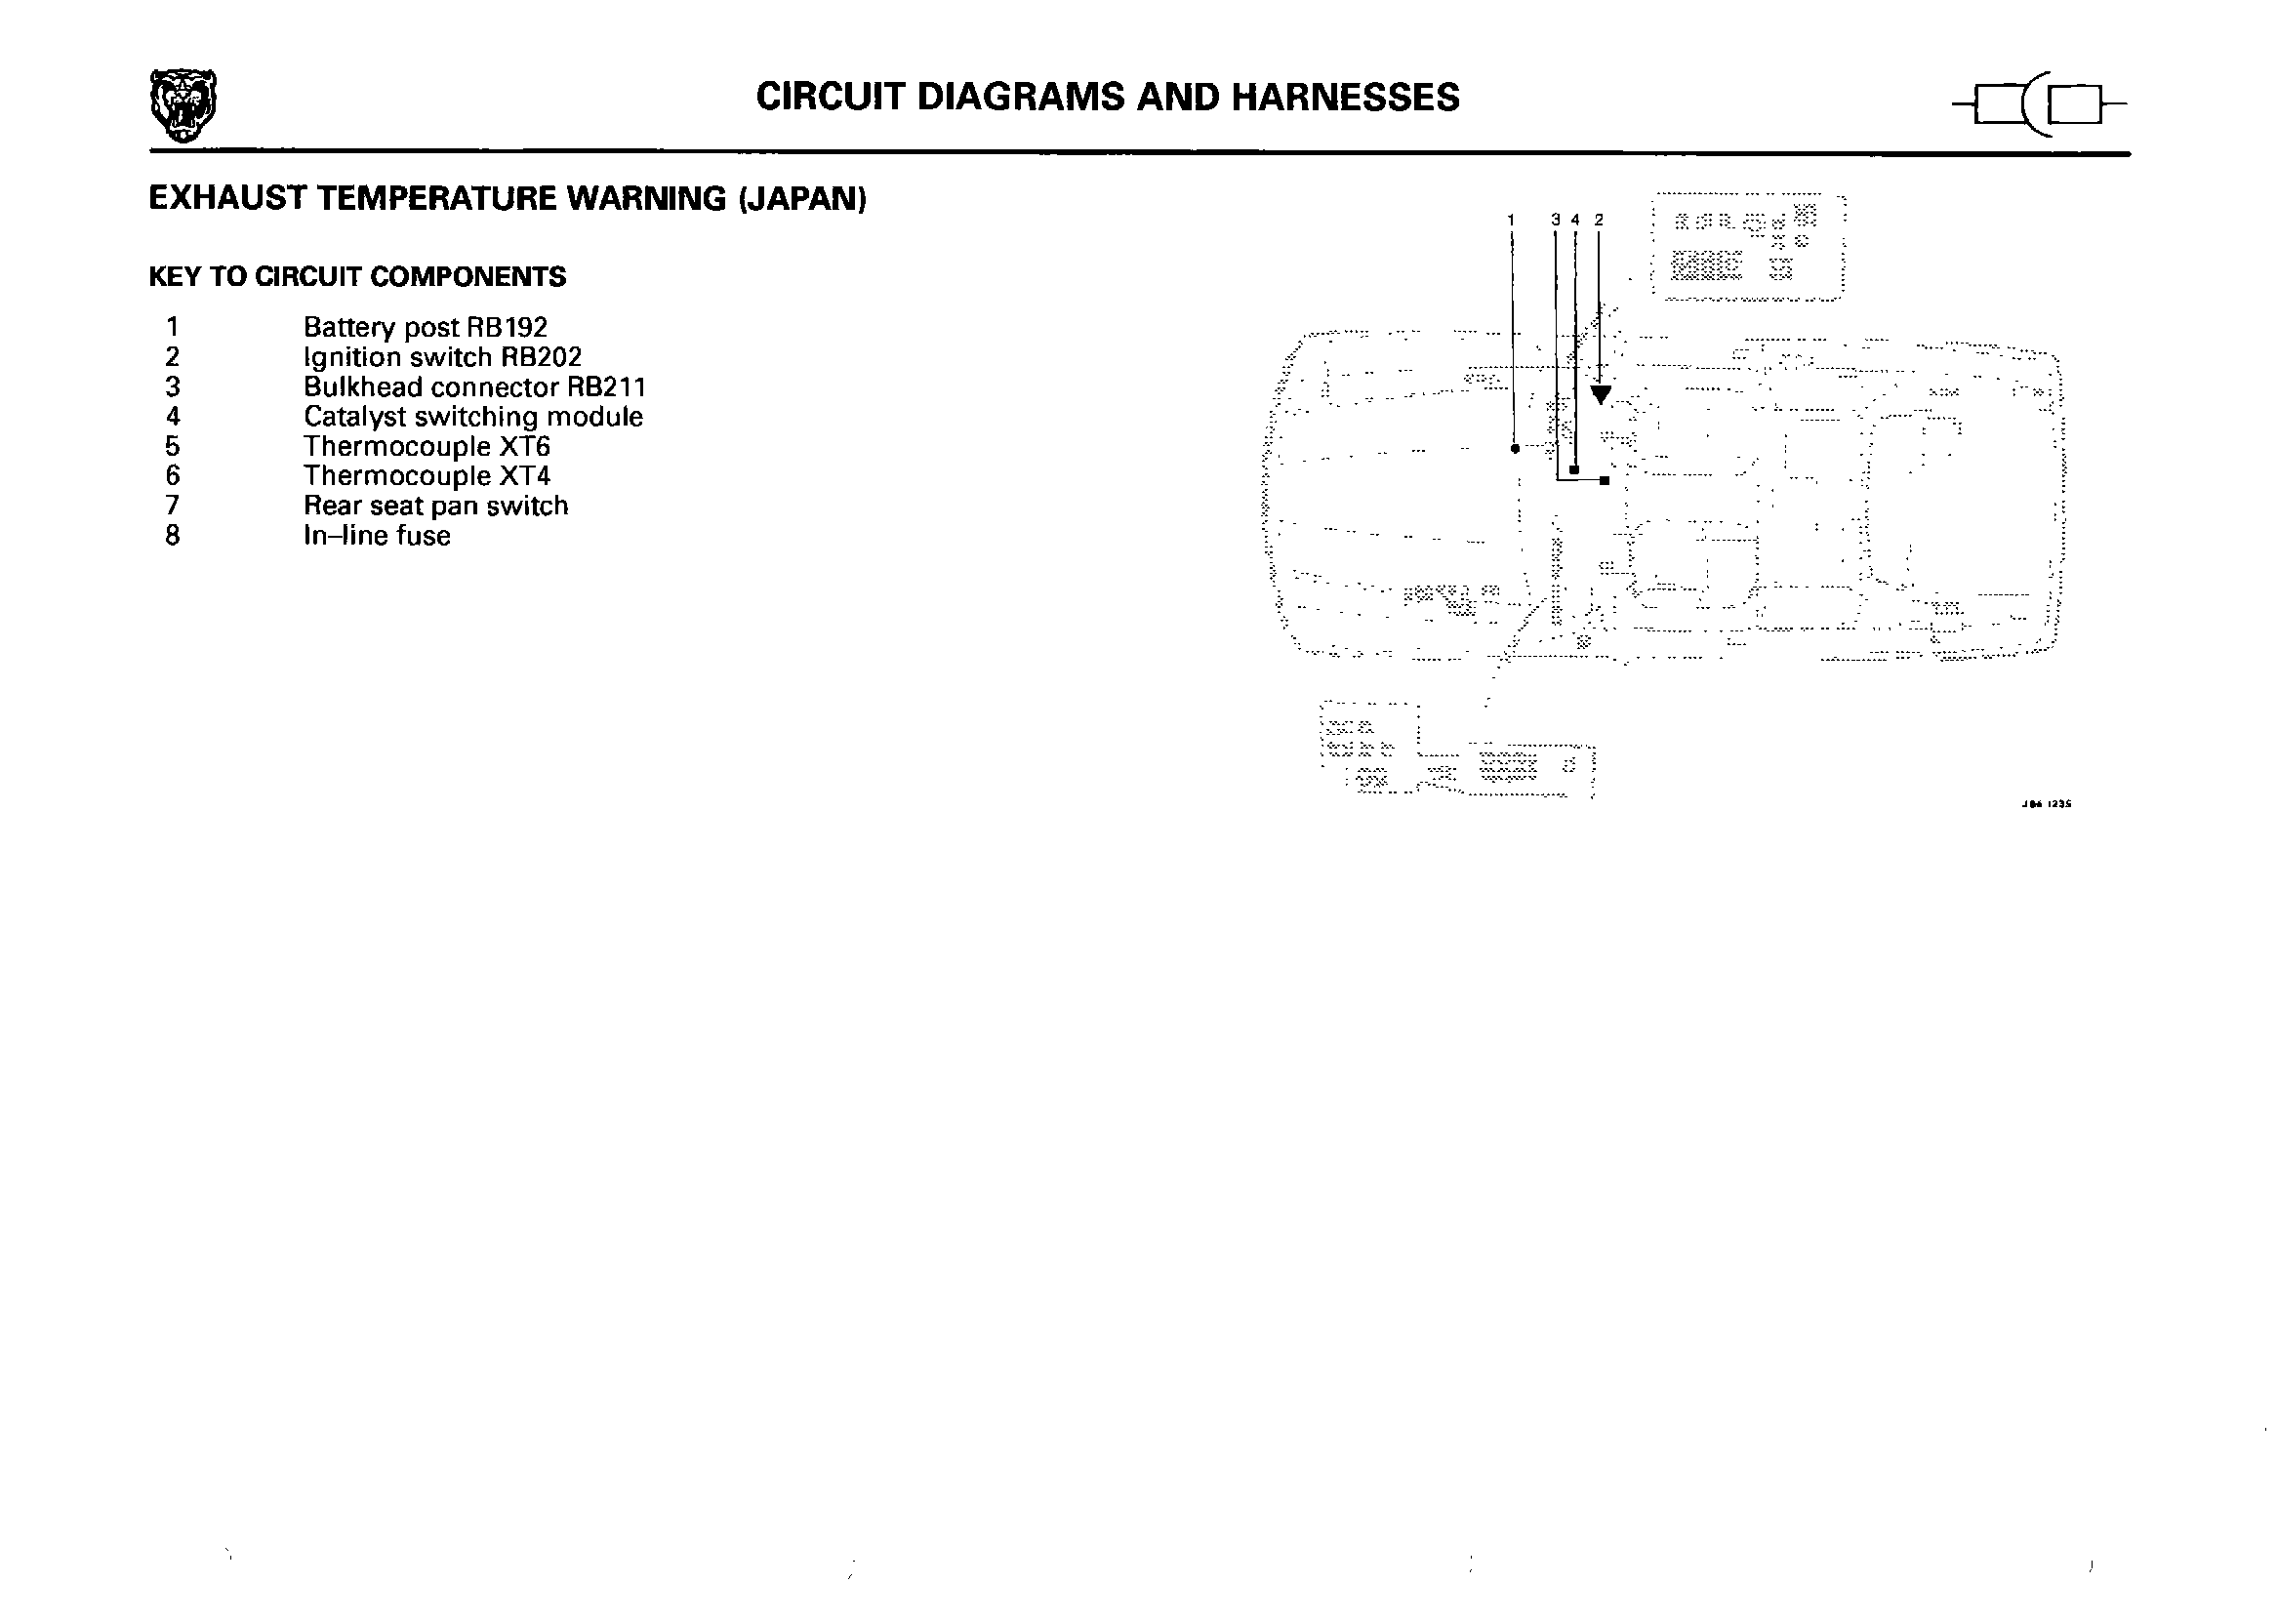 CIRCUIT DIAGRAMS AND HARNESSES
EXHAUST TEMPERATURE WARNING (JAPAN)
KEY TO CIRCUIT COMPONENTS
1 Battery post RB192
2 Ignition switch RB202
3 Bulkhead connector RB211
4 Catalyst switching module
5 Thermocouple XT6
6 Thermocouple XT4
7 Rear seat pan switch
8 In–line fuse
1 3 4 2
J86 1235